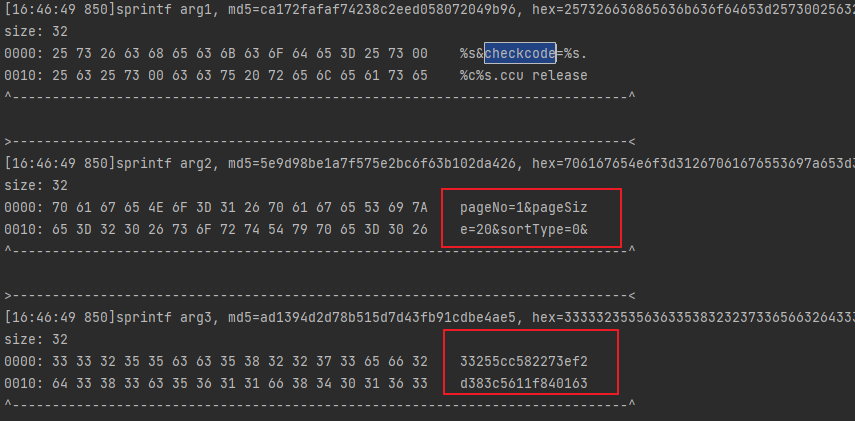 [16:46:49 850]sprintf arg1, md5=ca172fafaf74238c2eed058072049b96, hex=257326636865636b636f64653d25730025632
size: 32
0000: 25 73 26 63 68 65 63 6B 63 6F 64 65 3D 25 73 00    %s&checkcode=%s.
0010: 25 63 25 73 00 63 63 75 20 72 65 6C 65 61 73 65    %c%s.ccu release
^------------------------------------------------------------------------------^
>------------------------------------------------------------------------------<
[16:46:49 850]sprintf arg2, md5=5e9d98be1a7f575e2bc6f63b102da426, hex=706167654e6f3d31267061676553697a653d3
size: 32
0000: 70 61 67 65 4E 6F 3D 31 26 70 61 67 65 53 69 7A    pageNo=1&pageSiz
0010: 65 3D 32 30 26 73 6F 72 74 54 79 70 65 3D 30 26    e=20&sortType=0&
^------------------------------------------------------------------------------^
>------------------------------------------------------------------------------<
[16:46:49 850]sprintf arg3, md5=ad1394d2d78b515d7d43fb91cdbe4ae5, hex=33333235356363353832323733656632643338
size: 32
0000: 33 33 32 35 35 63 63 35 38 32 32 37 33 65 66 32    33255cc582273ef2
0010: 64 33 38 33 63 35 36 31 31 66 38 34 30 31 36 33    d383c5611f840163
^------------------------------------------------------------------------------^